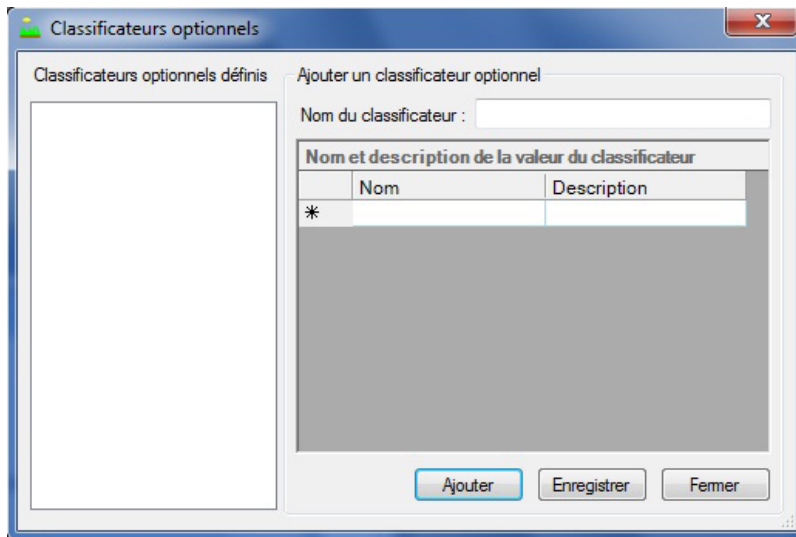 Classificateurs optionnels
Classificateurs optionnels définis
Ajouter un classificateur optionnel
Nom du classificateur :
Nom et description de la valeur du classificateur
Nom Description
*
Ajouter Enregistrer Fermer